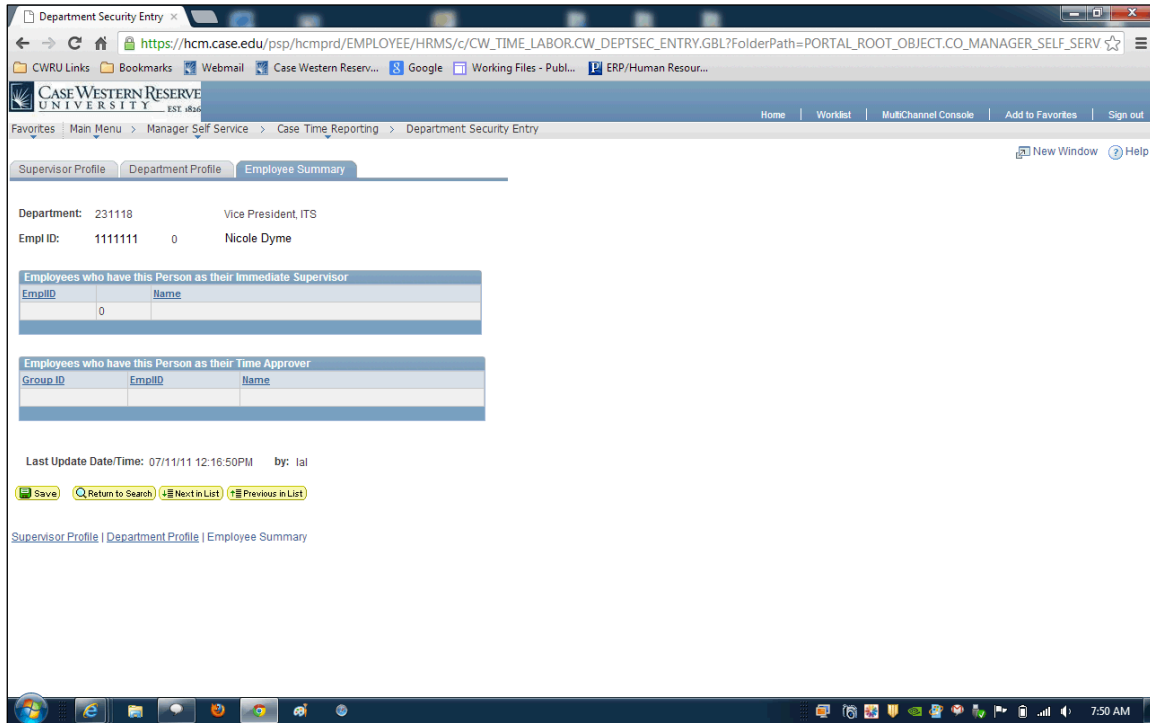 Department Security Entry
https://hcm.case.edu/psp/hcmprd/EMPLOYEE/HRMS/c/CW_TIME_LABOR.CW_DEPTSEC_ENTRY.GBL?FolderPath=PORTAL_ROOT_OBJECT.CO_MANAGER_SELF_SERV
CWRU Links Bookmarks Webmail Case Western Reserv... Google Working Files - Publ... ERP/Human Resour...
CASE WESTERN RESERVE
UNIVERSITY EST. 1826
Home | Worklist | MultiChannel Console | Add to Favorites | Sign out
Favorites Main Menu > Manager Self Service > Case Time Reporting > Department Security Entry
New Window Help
Supervisor Profile Department Profile Employee Summary
Department: 231118 Vice President, ITS
Empl ID: 1111111 0 Nicole Dyme
Employees who have this Person as their Immediate Supervisor
EmplID Name
0
Employees who have this Person as their Time Approver
Group ID EmplID Name
Last Update Date/Time: 07/11/11 12:16:50PM by: lal
Save Return to Search Next in List Previous in List
Supervisor Profile | Department Profile | Employee Summary
7:50 AM